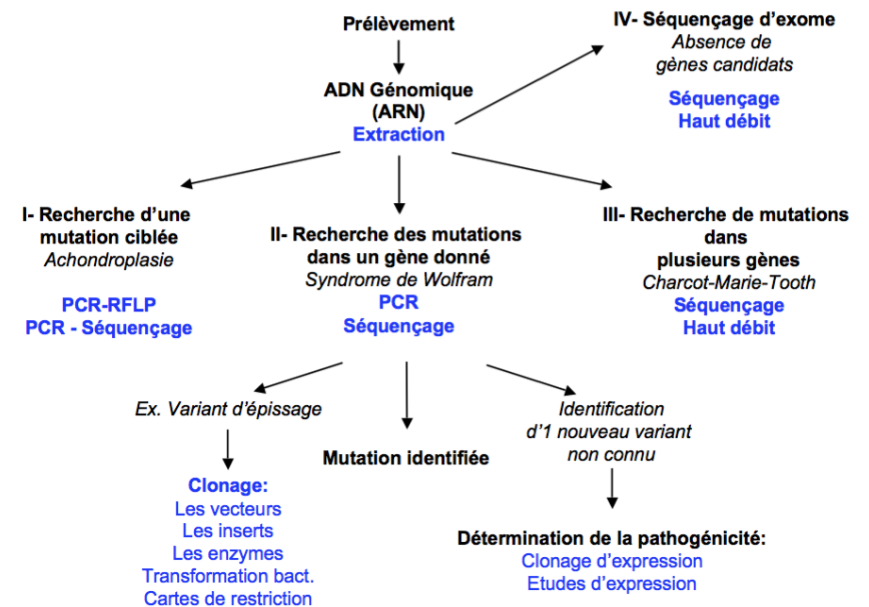 Prélèvement
ADN Génomique
(ARN)
Extraction
IV- Séquençage d'exome
Absence de
gènes candidats
Séquençage
Haut débit
I- Recherche d'une
mutation ciblée
Achondroplasie
PCR-RFLP
PCR - Séquençage
II- Recherche des mutations
dans un gène donné
Syndrome de Wolfram
PCR
Séquençage
III- Recherche de mutations
dans
plusieurs gènes
Charcot-Marie-Tooth
Séquençage
Haut débit
Ex. Variant d'épissage
Clonage:
Les vecteurs
Les inserts
Les enzymes
Transformation bact.
Cartes de restriction
Mutation identifiée
Identification
d'1 nouveau variant
non connu
Détermination de la pathogénicité:
Clonage d'expression
Etudes d'expression